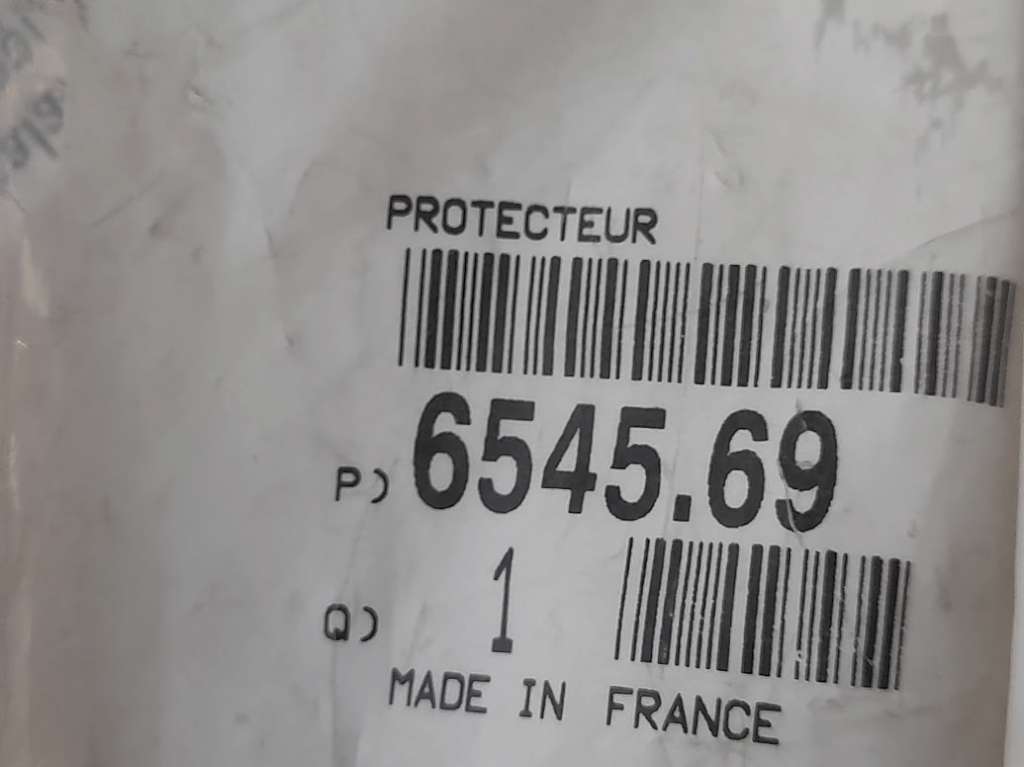 PROTECTEUR
P) 6545.69
Q) 1
MADE IN FRANCE